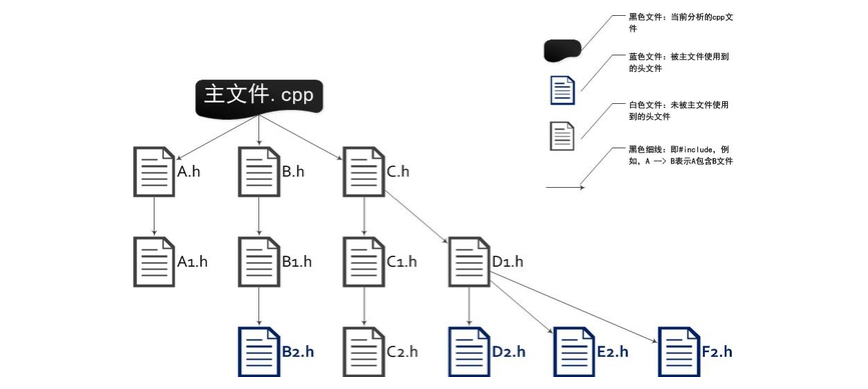 黑色文件：当前分析的cpp文
件
蓝色文件：被主文件使用到
的头文件
主文件. cpp
白色文件：未被主文件使用
到的头文件
黑色细线：即#include，例
如，A —> B表示A包含B文件
A.h
B.h
C.h
A1.h
B1.h
C1.h
D1.h
B2.h
C2.h
D2.h
E2.h
F2.h